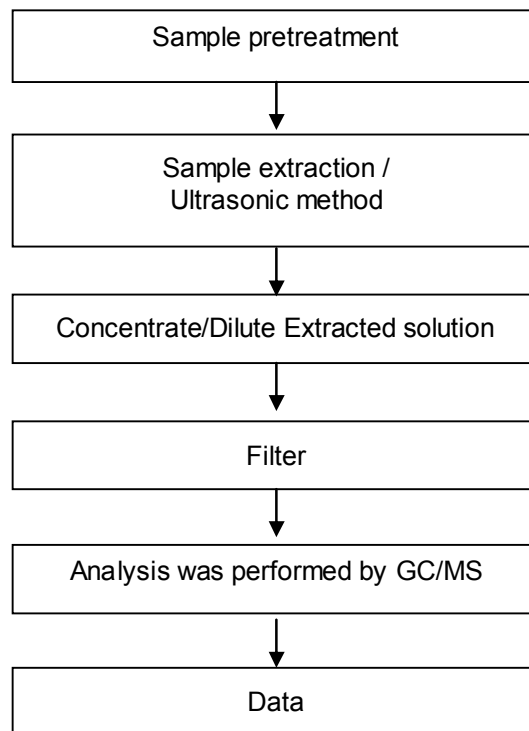 Sample pretreatment
Sample extraction /
Ultrasonic method
Concentrate/Dilute Extracted solution
Filter
Analysis was performed by GC/MS
Data